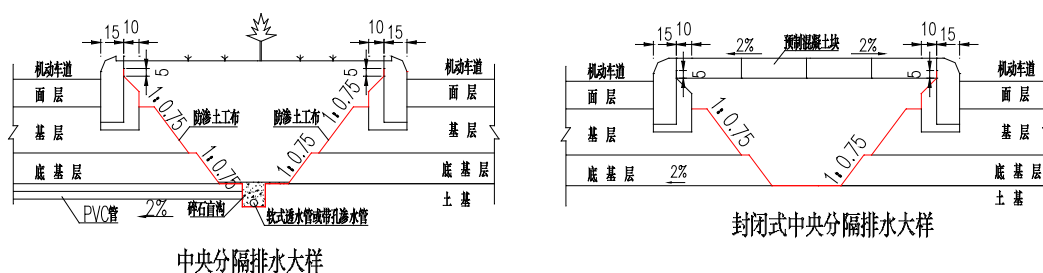 15 10 10 15
5 5
机动车道 机动车道
面层 面层
1:0.75 1:0.75
防渗土工布 防渗土工布
基层 基层
1:0.75 1:0.75
底基层 底基层
土基
PVC管 2% 碎石盲沟 软式透水管或带孔渗水管
中央分隔排水大样
15 10 10 15
2% 预制混凝土块 2%
5 5
机动车道 机动车道
面层 面层
基层 基层
1:0.75 1:0.75
底基层 2% 底基层
土基
封闭式中央分隔排水大样